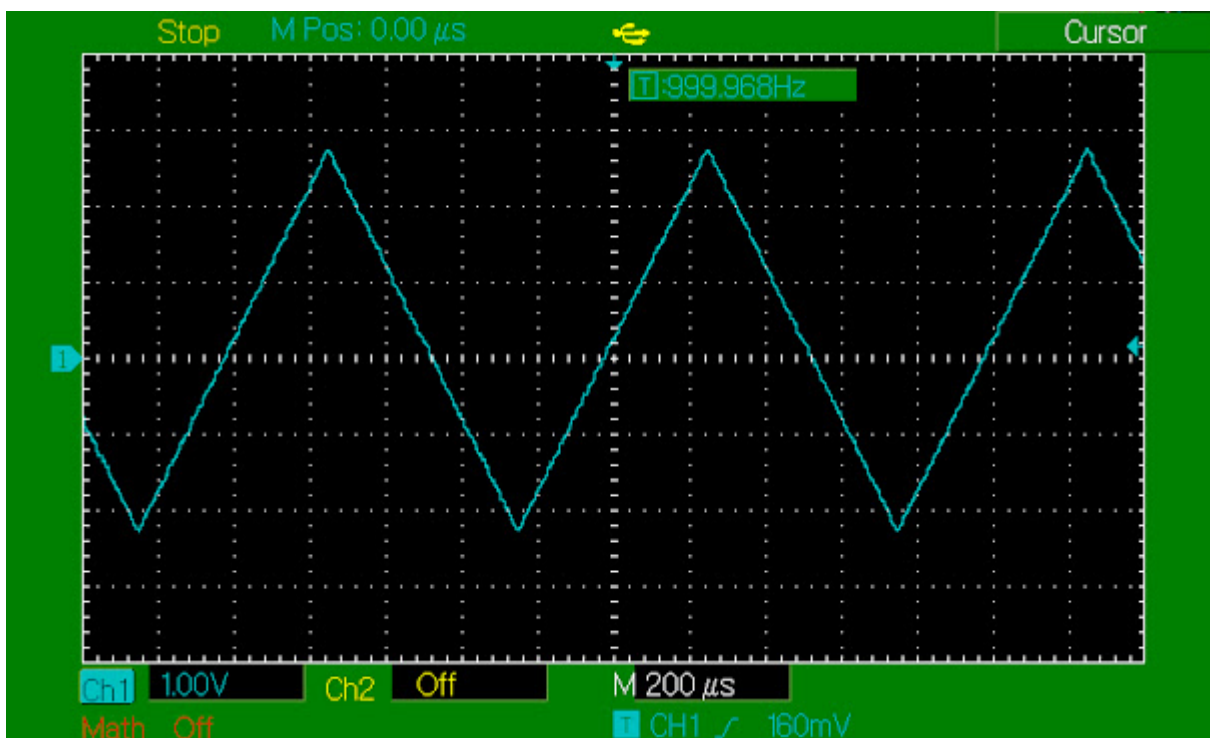 Stop M Pos: 0.00 μs Cursor
T:999.968Hz
1
Ch1 1.00V Ch2 Off M 200 μs
Math Off T CH1 160mV